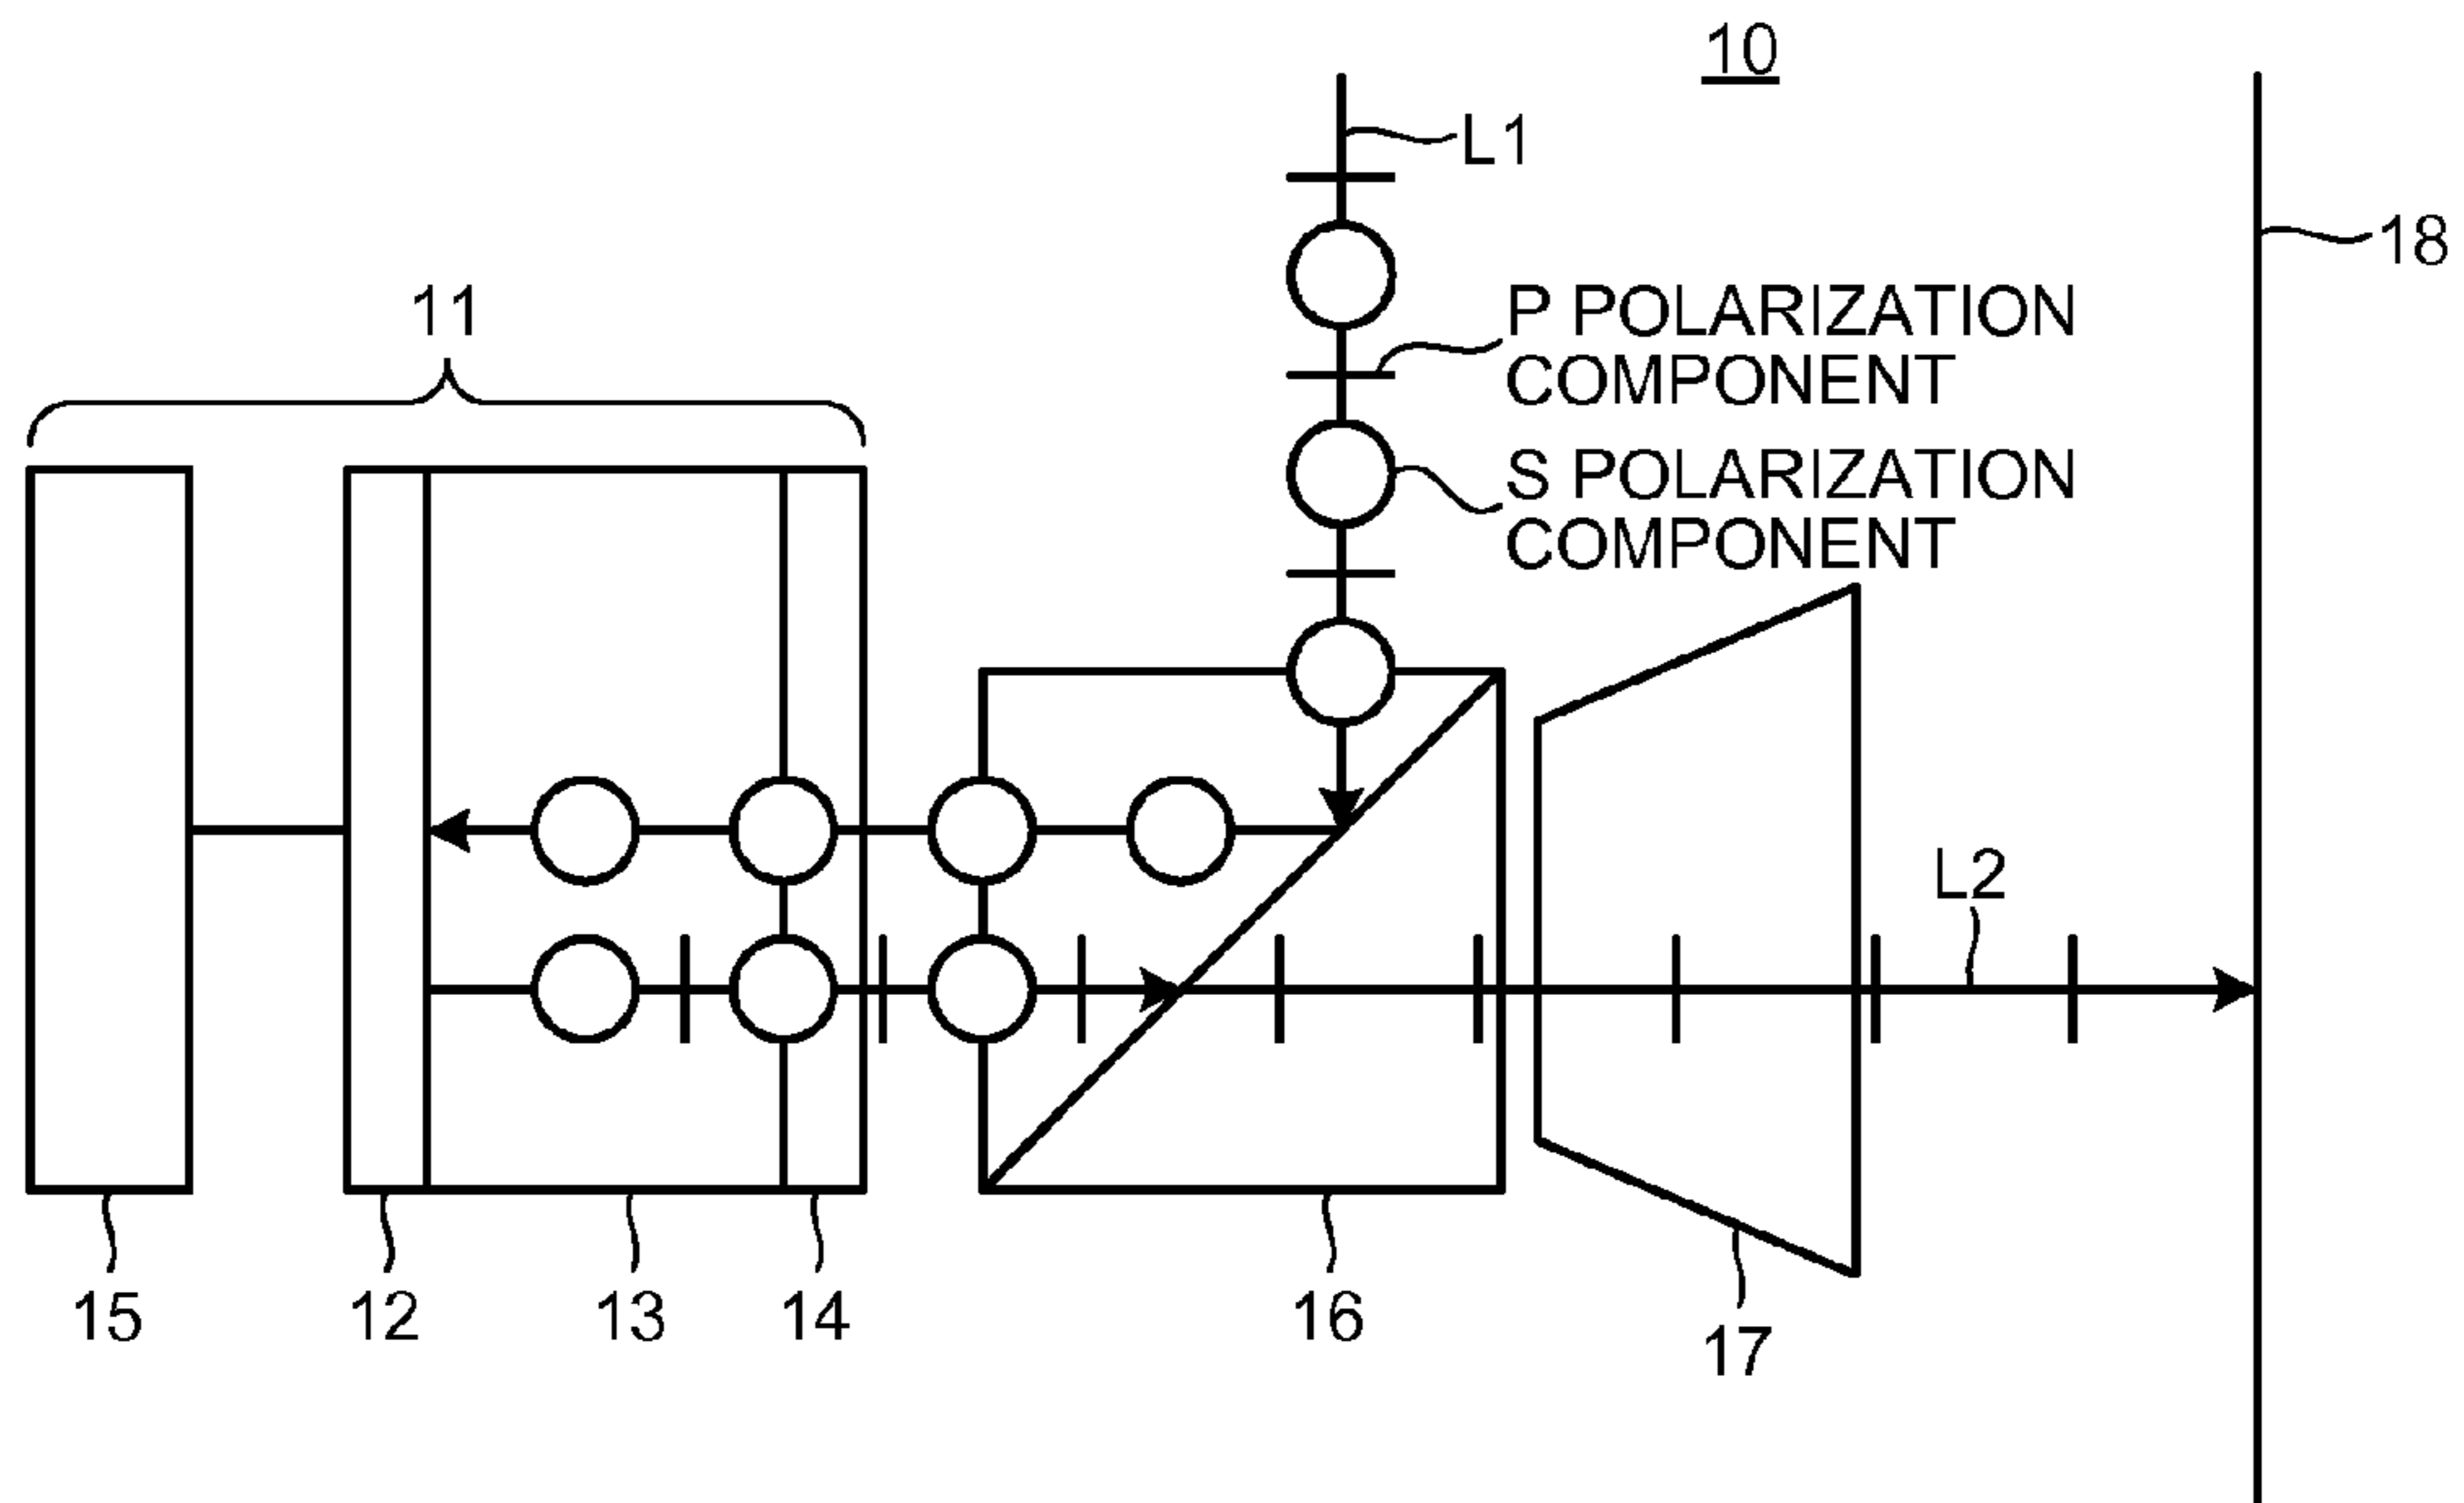 10
L1
18
11
P POLARIZATION
COMPONENT
S POLARIZATION
COMPONENT
L2
15
12
13
14
16
17